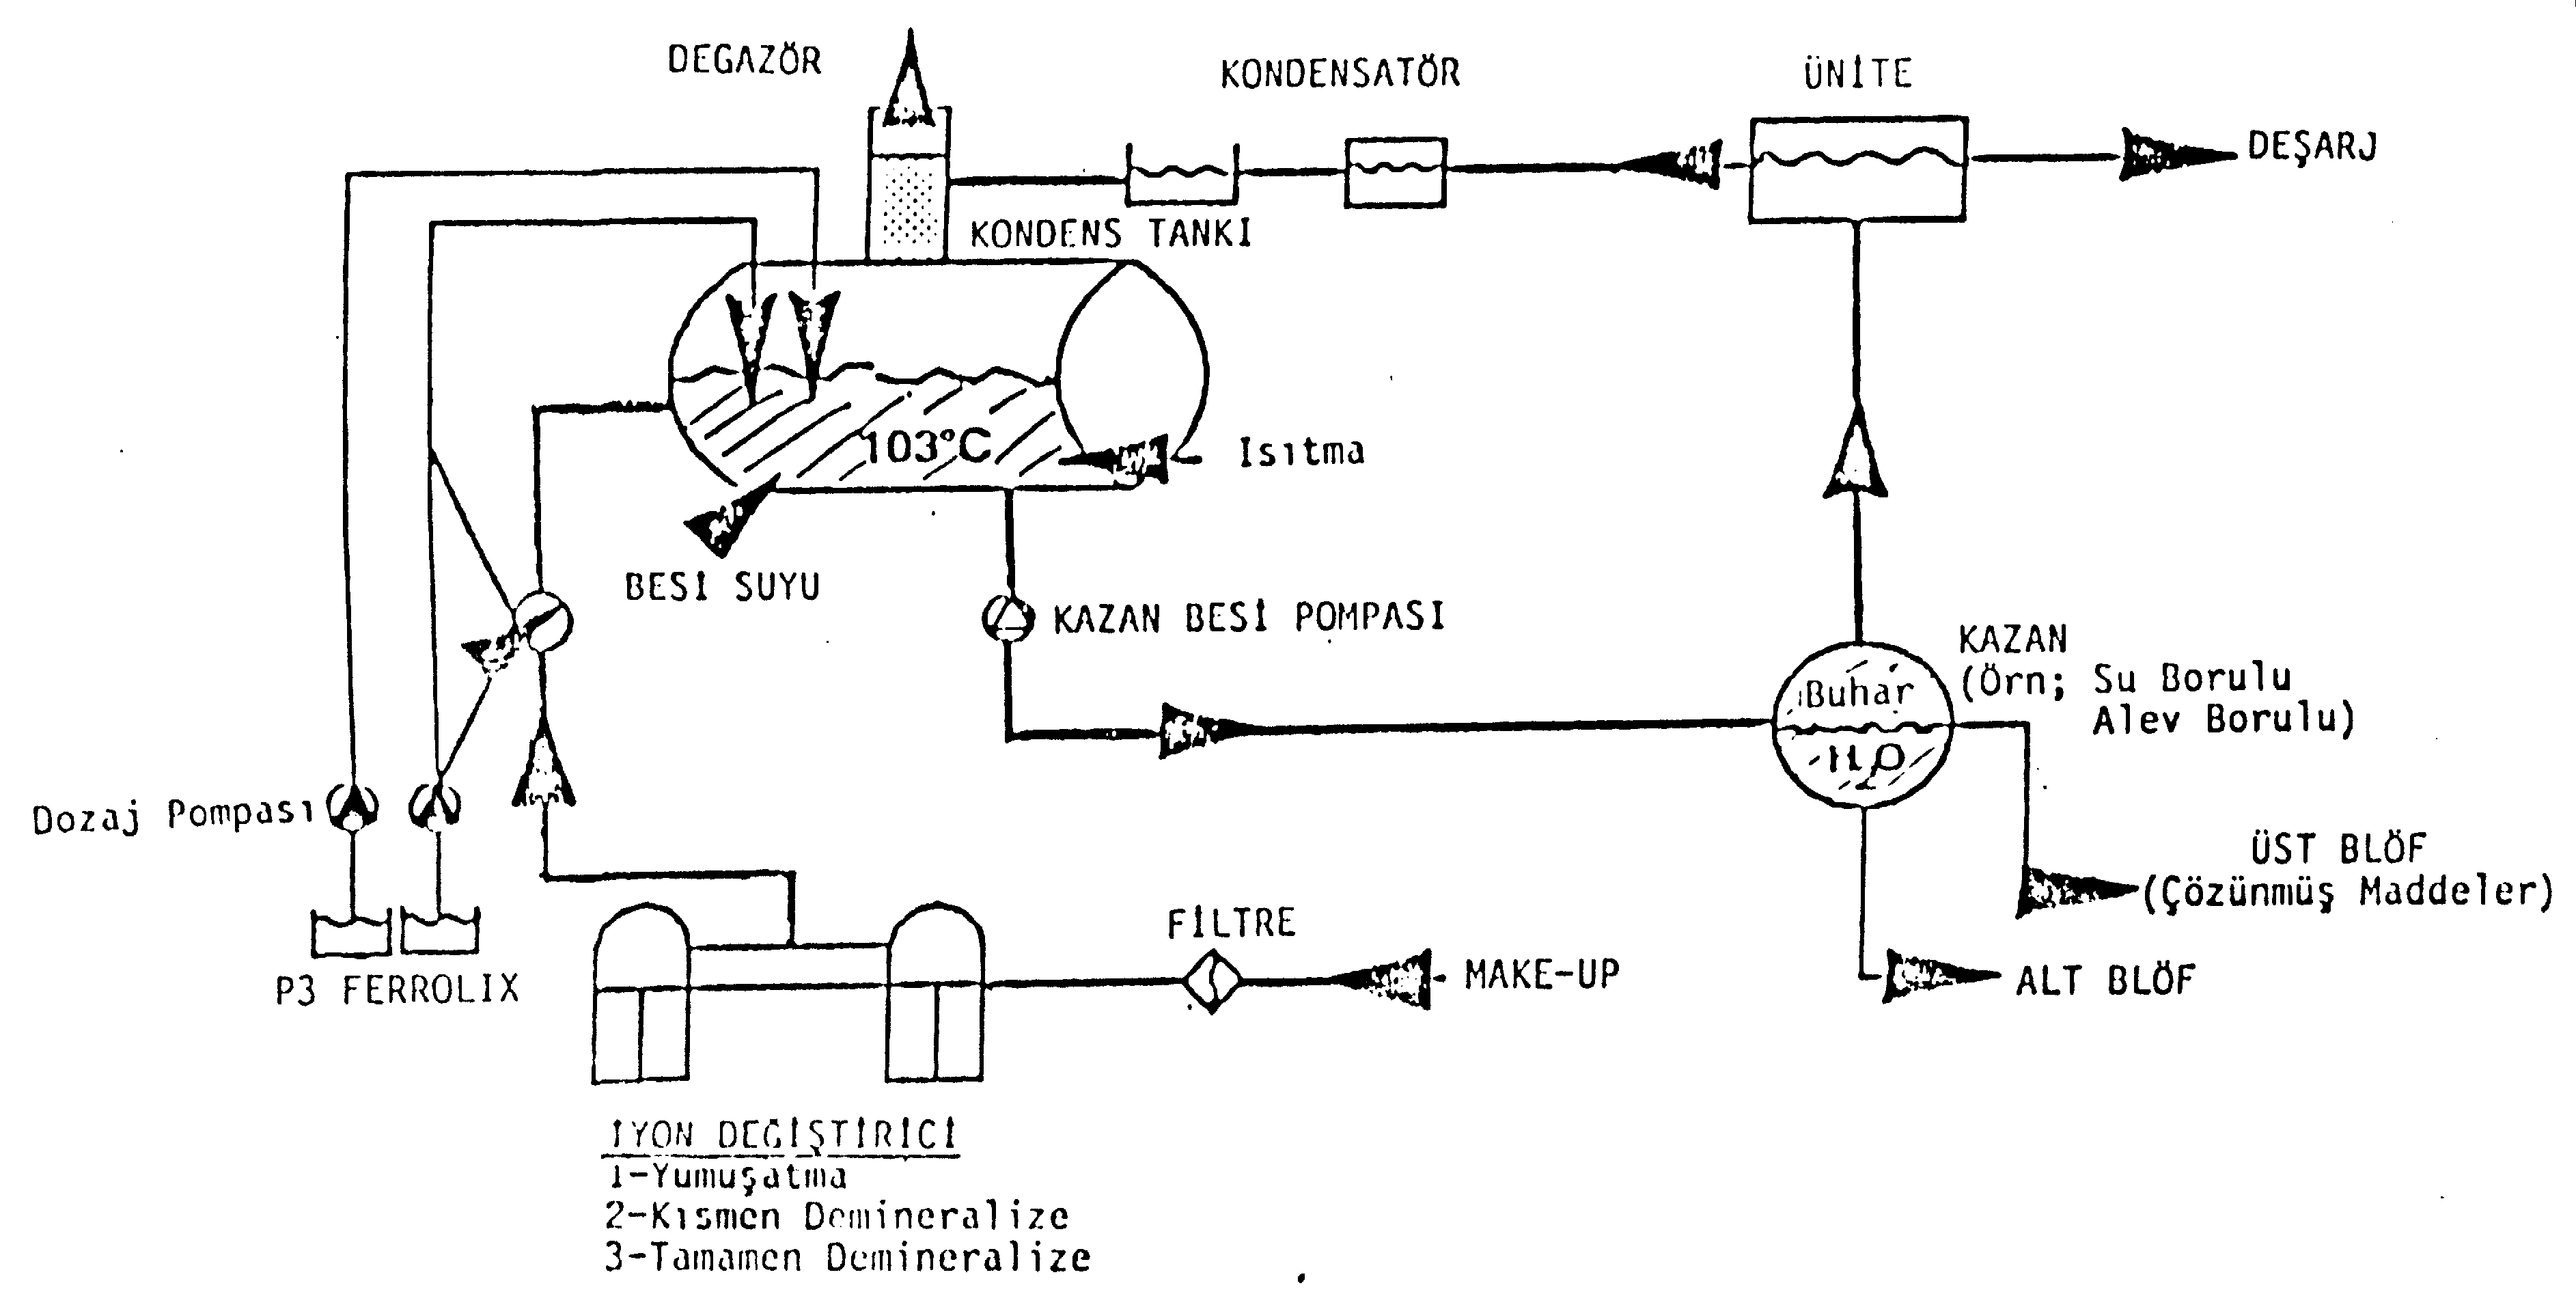 DEGAZÖR
KONDENSATÖR
ÜNİTE
DEŞARJ
KONDENS TANKI
103°C
Isıtma
BESİ SUYU
KAZAN BESİ POMPASI
KAZAN
(Örn; Su Borulu
Alev Borulu)
Buhar
H2O
Dozaj Pompası
ÜST BLÖF
(Çözünmüş Maddeler)
FİLTRE
MAKE-UP
ALT BLÖF
P3 FERROLIX
İYON DEĞİŞTİRİCİ
1-Yumuşatma
2-Kısmen Demineralize
3-Tamamen Demineralize